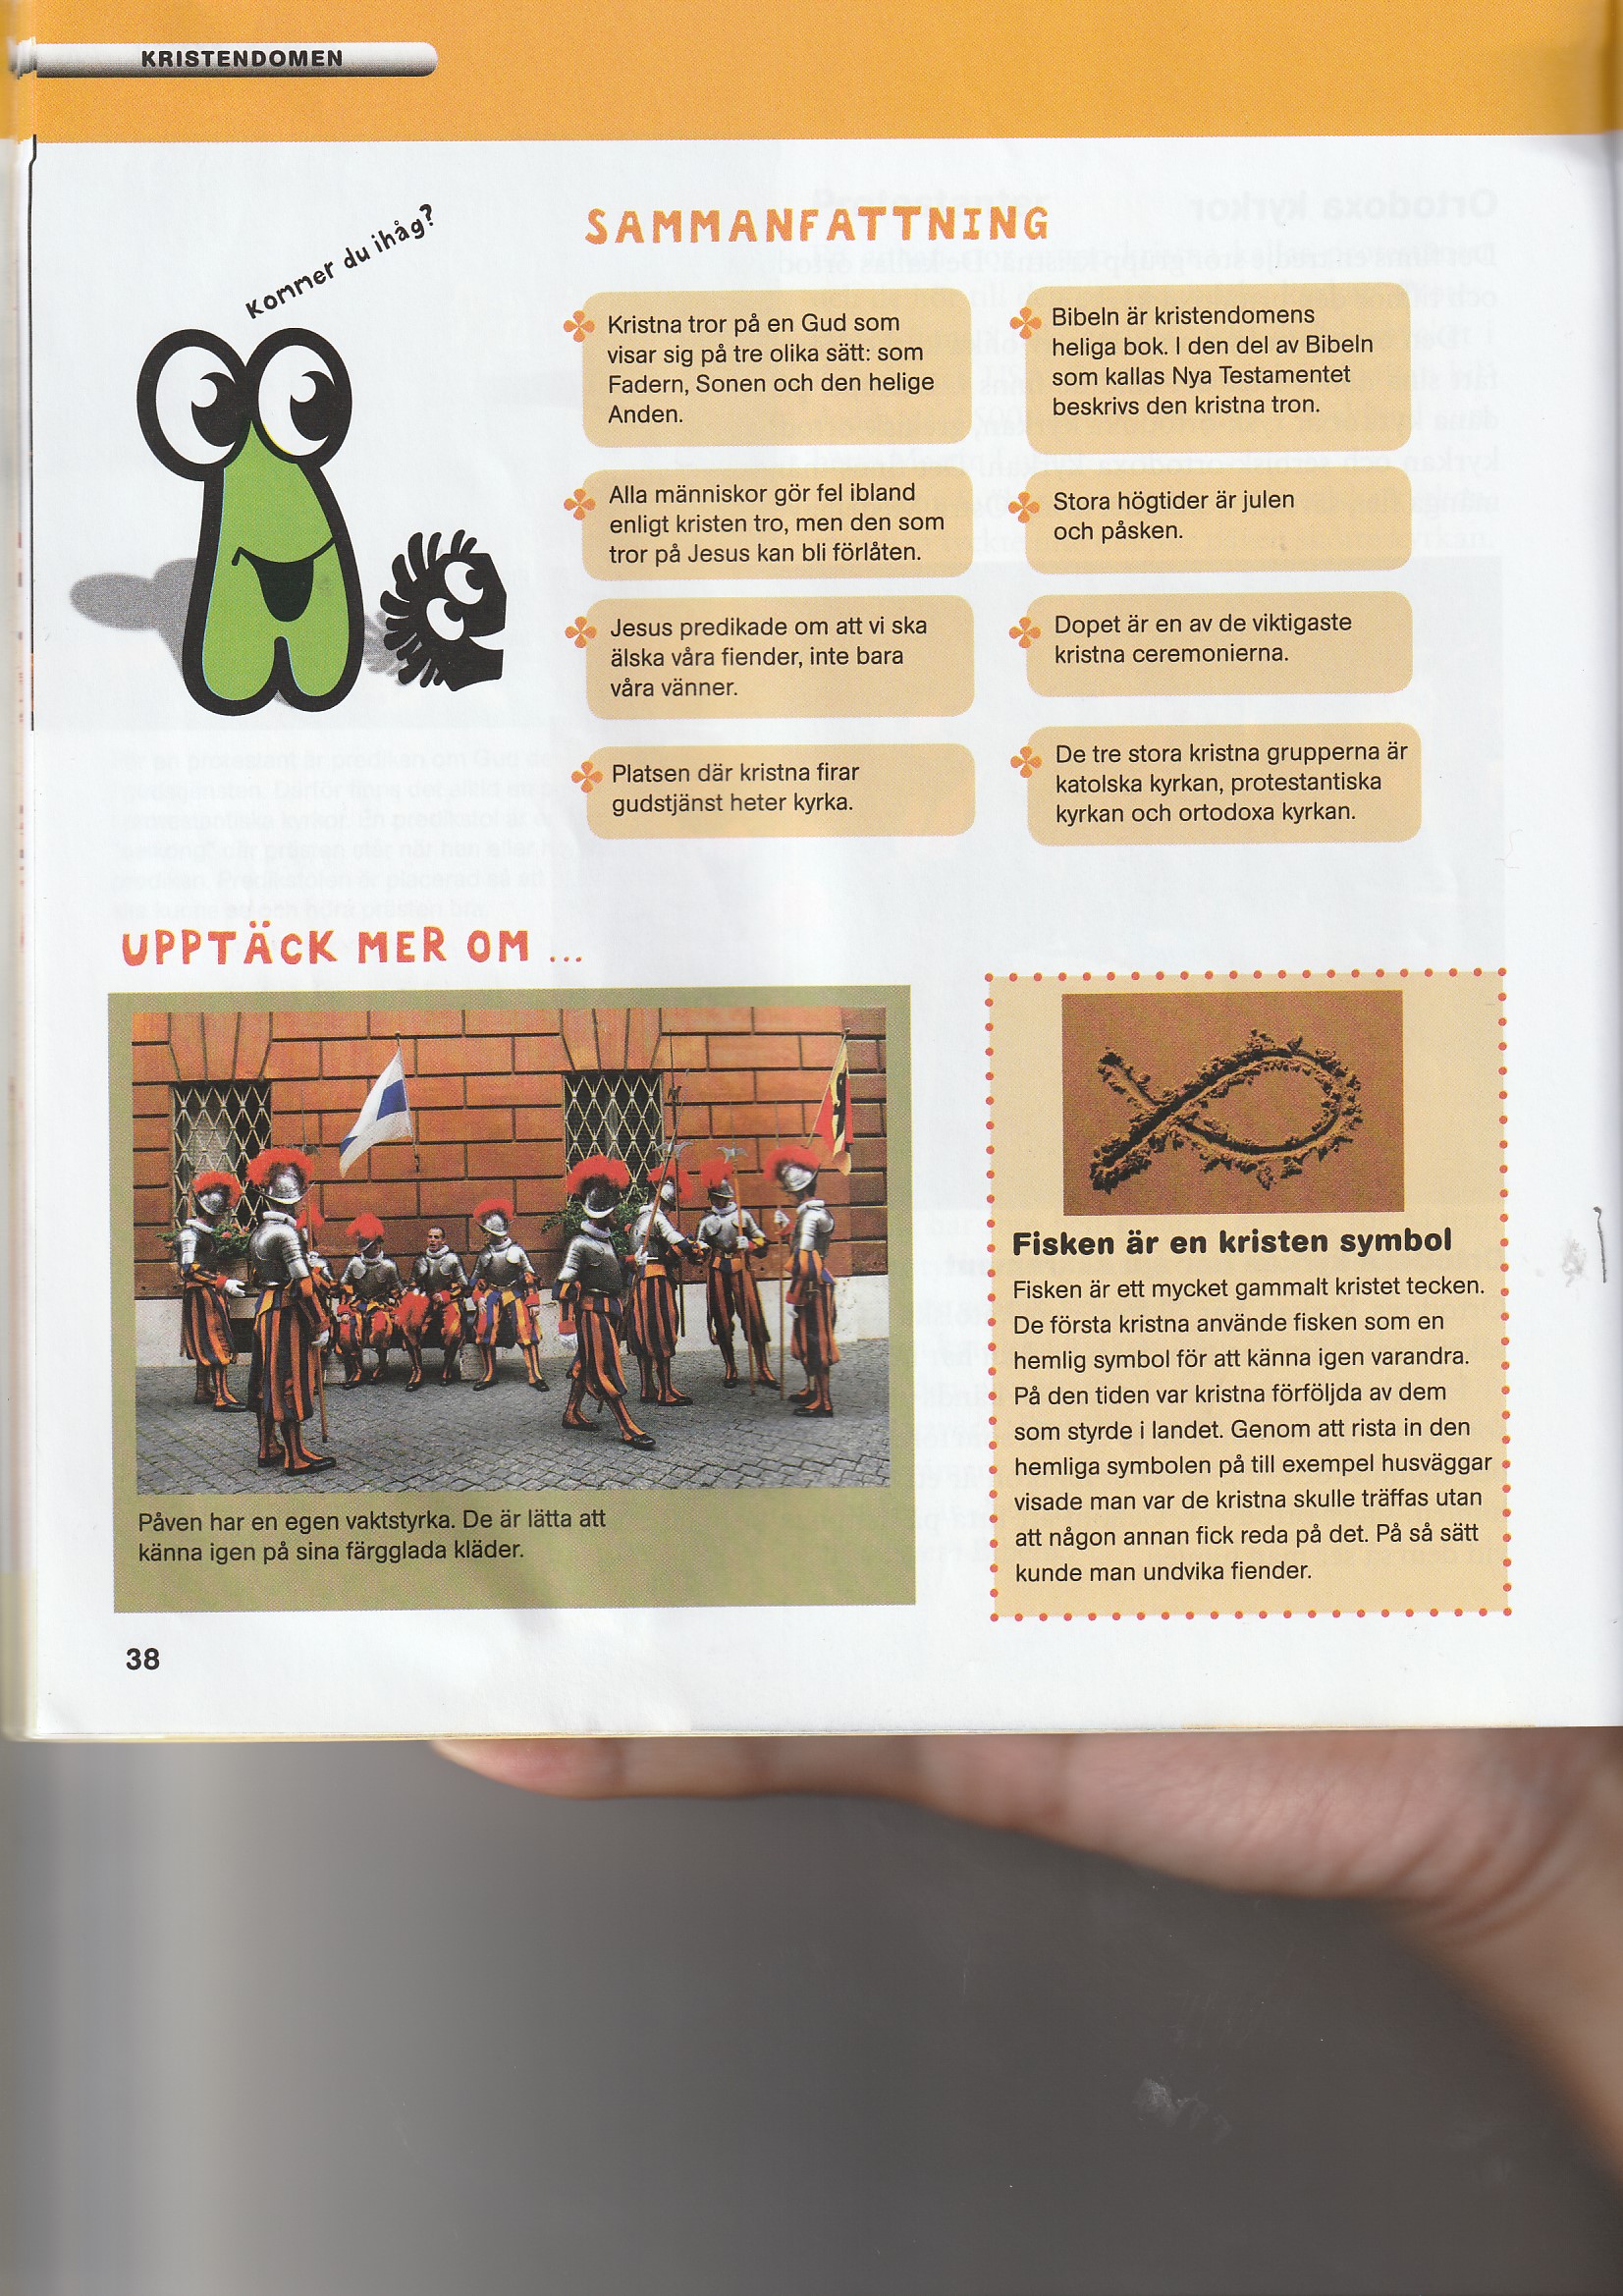 KRISTENDOMEN
Kommer du ihåg?
SAMMANFATTNING
Kristna tror på en Gud som
visar sig på tre olika sätt: som
Fadern, Sonen och den helige
Anden.
Alla människor gör fel ibland
enligt kristen tro, men den som
tror på Jesus kan bli förlåten.
Jesus predikade om att vi ska
älska våra fiender, inte bara
våra vänner.
Platsen där kristna firar
gudstjänst heter kyrka.
Bibeln är kristendomens
heliga bok. I den del av Bibeln
som kallas Nya Testamentet
beskrivs den kristna tron.
Stora högtider är julen
och påsken.
Dopet är en av de viktigaste
kristna ceremonierna.
De tre stora kristna grupperna är
katolska kyrkan, protestantiska
kyrkan och ortodoxa kyrkan.
UPPTÄCK MER OM ...
Påven har en egen vaktstyrka. De är lätta att
känna igen på sina färgglada kläder.
Fisken är en kristen symbol
Fisken är ett mycket gammalt kristet tecken.
De första kristna använde fisken som en
hemlig symbol för att känna igen varandra.
På den tiden var kristna förföljda av dem
som styrde i landet. Genom att rista in den
hemliga symbolen på till exempel husväggar
visade man var de kristna skulle träffas utan
att någon annan fick reda på det. På så sätt
kunde man undvika fiender.
38